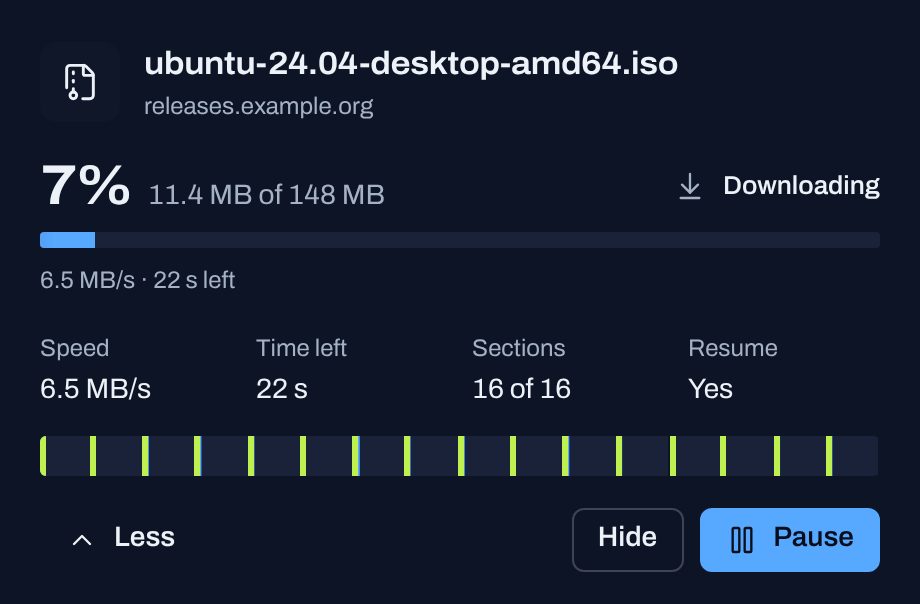 ubuntu-24.04-desktop-amd64.iso
releases.example.org
7% 11.4 MB of 148 MB Downloading
6.5 MB/s · 22 s left
Speed Time left Sections Resume
6.5 MB/s 22 s 16 of 16 Yes
Less Hide Pause